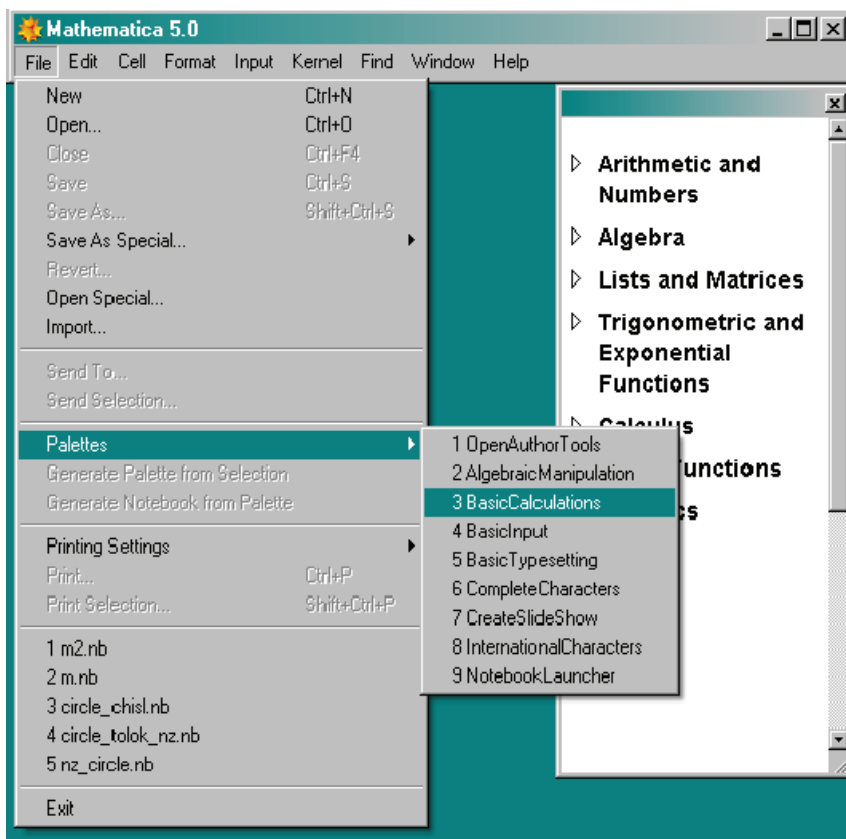 Mathematica 5.0
File Edit Cell Format Input Kernel Find Window Help
New Ctrl+N
Open... Ctrl+O
Close Ctrl+F4
Save Ctrl+S
Save As... Shift+Ctrl+S
Save As Special...
Revert...
Open Special...
Import...
Send To...
Send Selection...
Palettes
Generate Palette from Selection
Generate Notebook from Palette
Printing Settings
Print... Ctrl+P
Print Selection... Shift+Ctrl+P
1 m2.nb
2 m.nb
3 circle_chisl.nb
4 circle_tolok_nz.nb
5 nz_circle.nb
Exit
1 OpenAuthorTools
2 AlgebraicManipulation
3 BasicCalculations
4 BasicInput
5 BasicTypesetting
6 CompleteCharacters
7 CreateSlideShow
8 InternationalCharacters
9 NotebookLauncher
Arithmetic and
Numbers
Algebra
Lists and Matrices
Trigonometric and
Exponential
Functions
Calculus
unctions